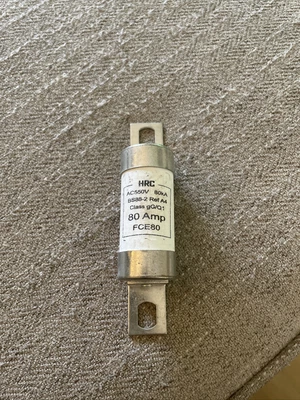 HRC
AC550V 80kA
BS88-2 Ref A4
Class gG/Q1
80 Amp
FCE80